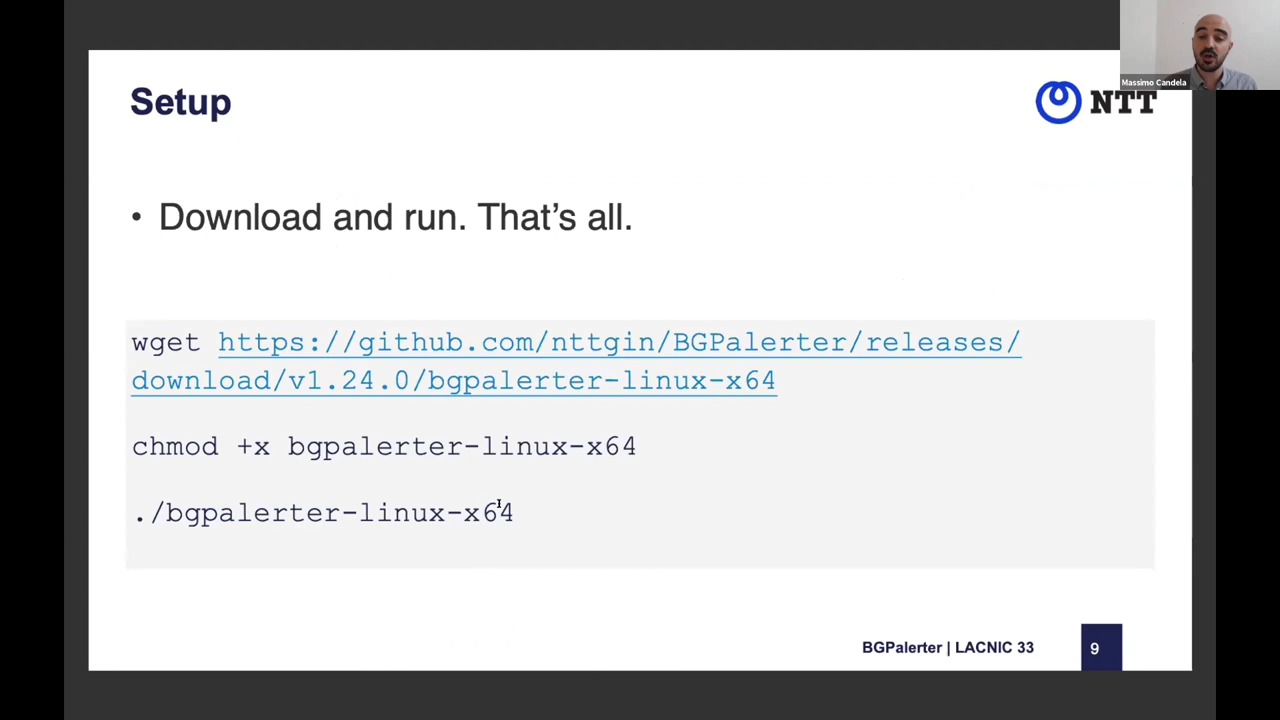 Massimo Candela
Setup
NTT
• Download and run. That's all.
wget https://github.com/nttgin/BGPalerter/releases/
download/v1.24.0/bgpalerter-linux-x64
chmod +x bgpalerter-linux-x64
./bgpalerter-linux-x64
BGPalerter | LACNIC 33
9